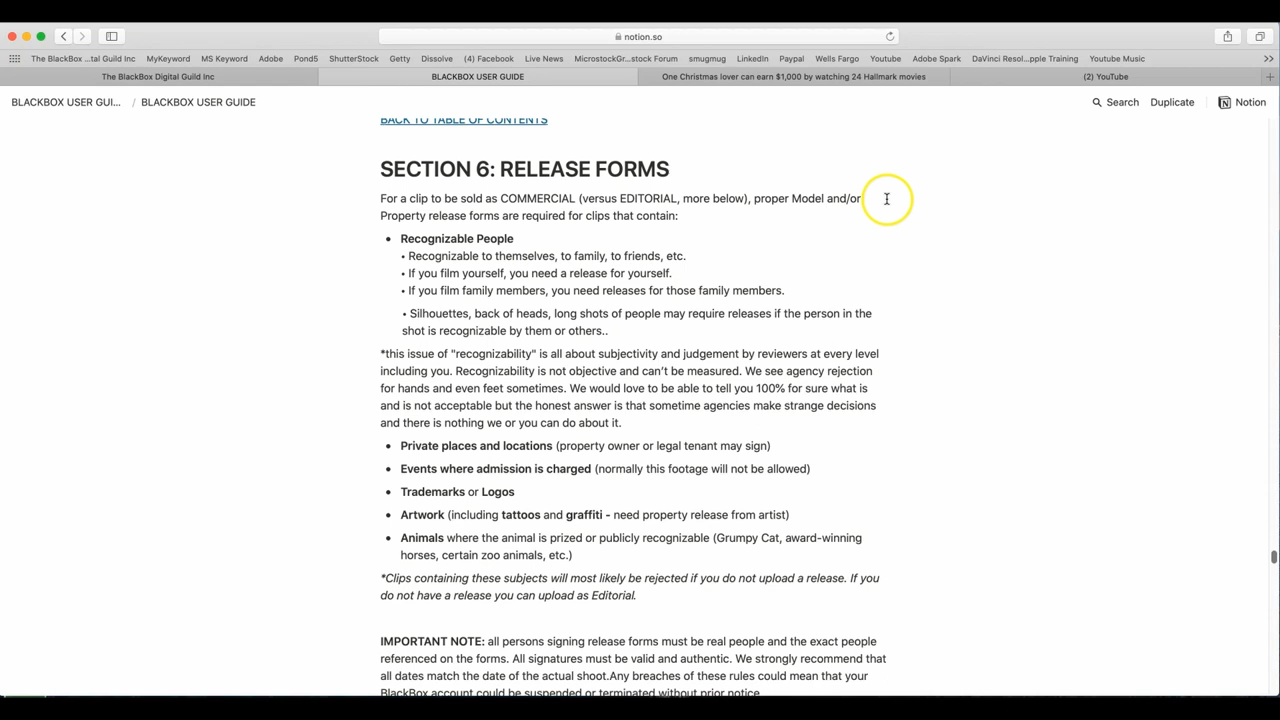 notion.so
The BlackBox ...tal Guild Inc MyKeyword MS Keyword Adobe Pond5 ShutterStock Getty Dissolve (4) Facebook Live News MicrostockGr...stock Forum smugmug LinkedIn Paypal Wells Fargo Youtube Adobe Spark DaVinci Resol...pple Training Youtube Music >>
The BlackBox Digital Guild Inc BLACKBOX USER GUIDE One Christmas lover can earn $1,000 by watching 24 Hallmark movies (2) YouTube +
BLACKBOX USER GUI... / BLACKBOX USER GUIDE Search Duplicate Notion
BACK TO TABLE OF CONTENTS
SECTION 6: RELEASE FORMS
For a clip to be sold as COMMERCIAL (versus EDITORIAL, more below), proper Model and/or
Property release forms are required for clips that contain:
• Recognizable People
• Recognizable to themselves, to family, to friends, etc.
• If you film yourself, you need a release for yourself.
• If you film family members, you need releases for those family members.
• Silhouettes, back of heads, long shots of people may require releases if the person in the
shot is recognizable by them or others..
*this issue of "recognizability" is all about subjectivity and judgement by reviewers at every level
including you. Recognizability is not objective and can't be measured. We see agency rejection
for hands and even feet sometimes. We would love to be able to tell you 100% for sure what is
and is not acceptable but the honest answer is that sometime agencies make strange decisions
and there is nothing we or you can do about it.
• Private places and locations (property owner or legal tenant may sign)
• Events where admission is charged (normally this footage will not be allowed)
• Trademarks or Logos
• Artwork (including tattoos and graffiti - need property release from artist)
• Animals where the animal is prized or publicly recognizable (Grumpy Cat, award-winning
horses, certain zoo animals, etc.)
*Clips containing these subjects will most likely be rejected if you do not upload a release. If you
do not have a release you can upload as Editorial.
IMPORTANT NOTE: all persons signing release forms must be real people and the exact people
referenced on the forms. All signatures must be valid and authentic. We strongly recommend that
all dates match the date of the actual shoot.Any breaches of these rules could mean that your
BlackBox account could be suspended or terminated without prior notice.